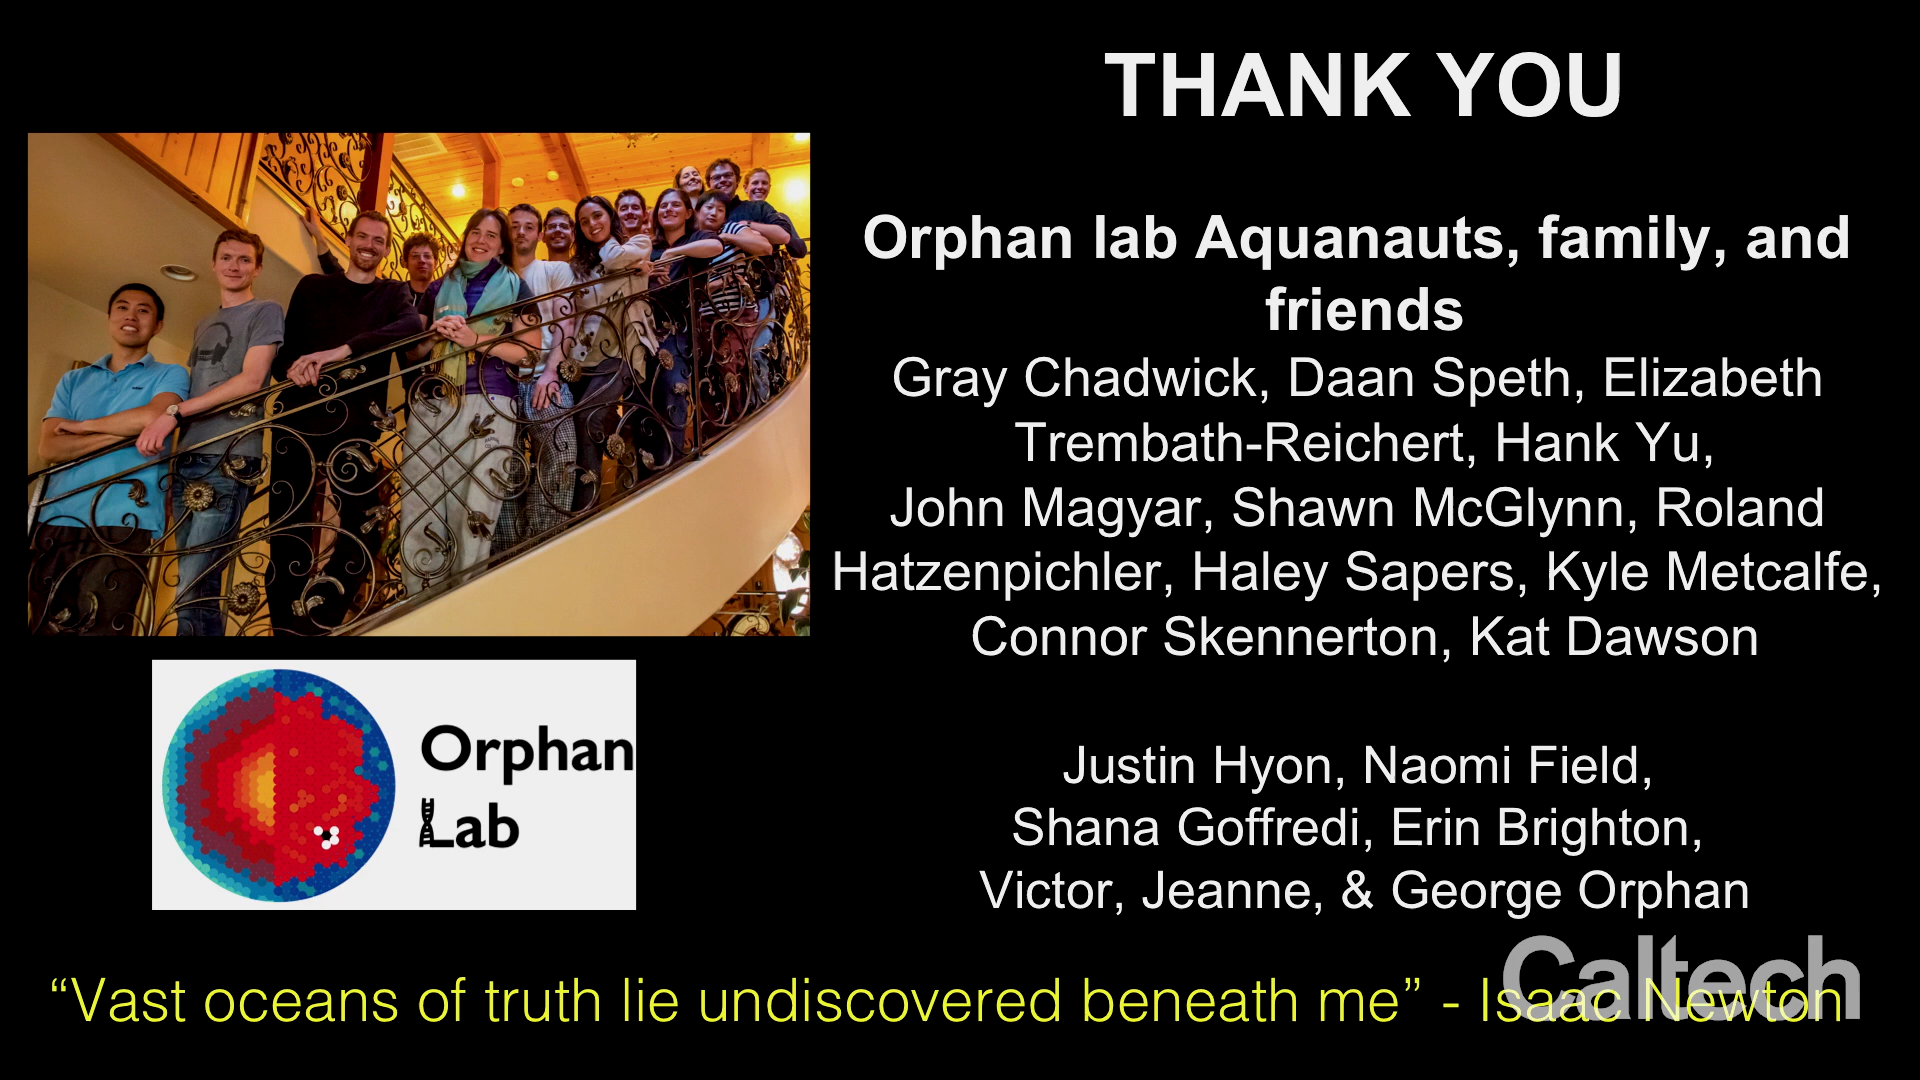 THANK YOU
Orphan lab Aquanauts, family, and
friends
Gray Chadwick, Daan Speth, Elizabeth
Trembath-Reichert, Hank Yu,
John Magyar, Shawn McGlynn, Roland
Hatzenpichler, Haley Sapers, Kyle Metcalfe,
Connor Skennerton, Kat Dawson
Justin Hyon, Naomi Field,
Shana Goffredi, Erin Brighton,
Victor, Jeanne, & George Orphan
Orphan
Lab
“Vast oceans of truth lie undiscovered beneath me” - Isaac Newton
Caltech